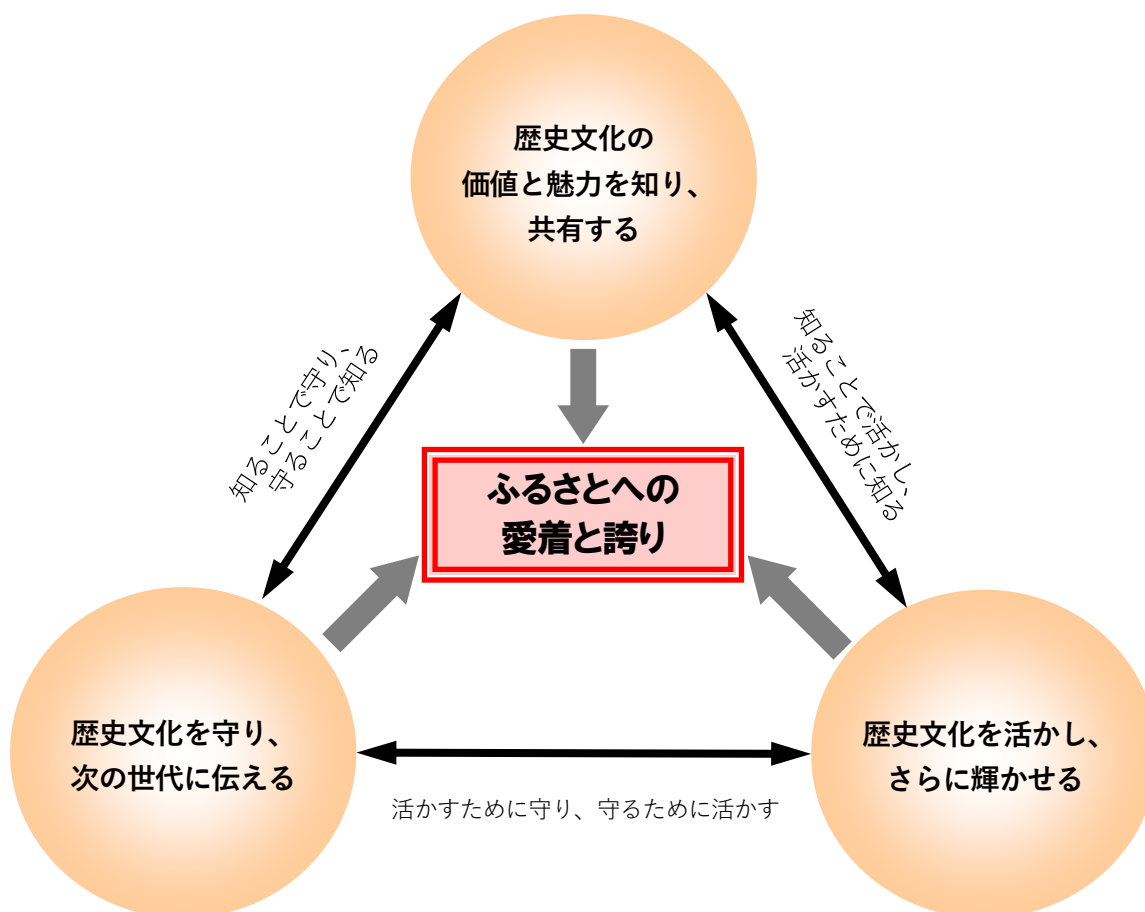 歴史文化の
価値と魅力を知り、
共有する
知ることで守り、
守ることで知る
知ることで活かし、
活かすために知る
ふるさとへの
愛着と誇り
歴史文化を守り、
次の世代に伝える
歴史文化を活かし、
さらに輝かせる
活かすために守り、守るために活かす